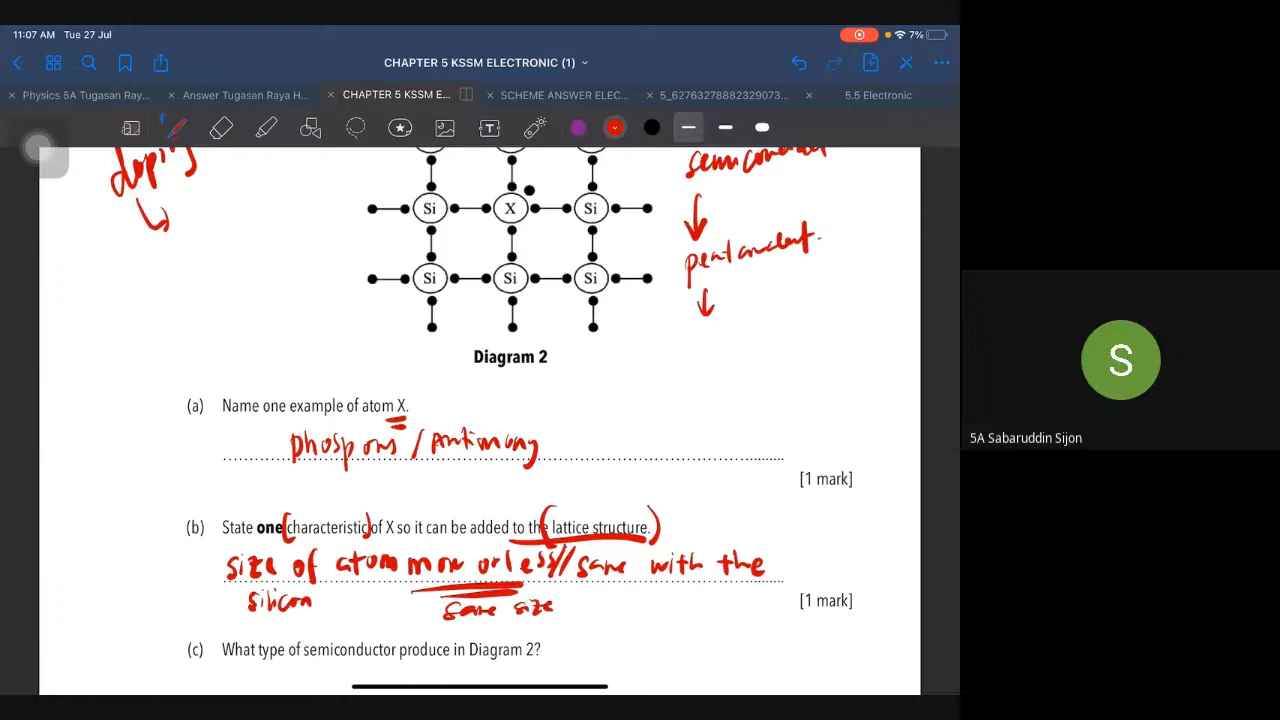 11:07 AM Tue 27 Jul
7%
CHAPTER 5 KSSM ELECTRONIC (1)
Physics 5A Tugasan Ray...
Answer Tugasan Raya H...
CHAPTER 5 KSSM E...
SCHEME ANSWER ELEC...
5_62763278882329073...
5.5 Electronic
doping
Si X Si
pentavalent.
Si Si Si
Diagram 2
(a) Name one example of atom X.
phosporus / Antimony
[1 mark]
(b) State one (characteristic) of X so it can be added to the (lattice structure.)
size of atom more or less // same with the
silicon
same size
[1 mark]
(c) What type of semiconductor produce in Diagram 2?
S
5A Sabaruddin Sijon